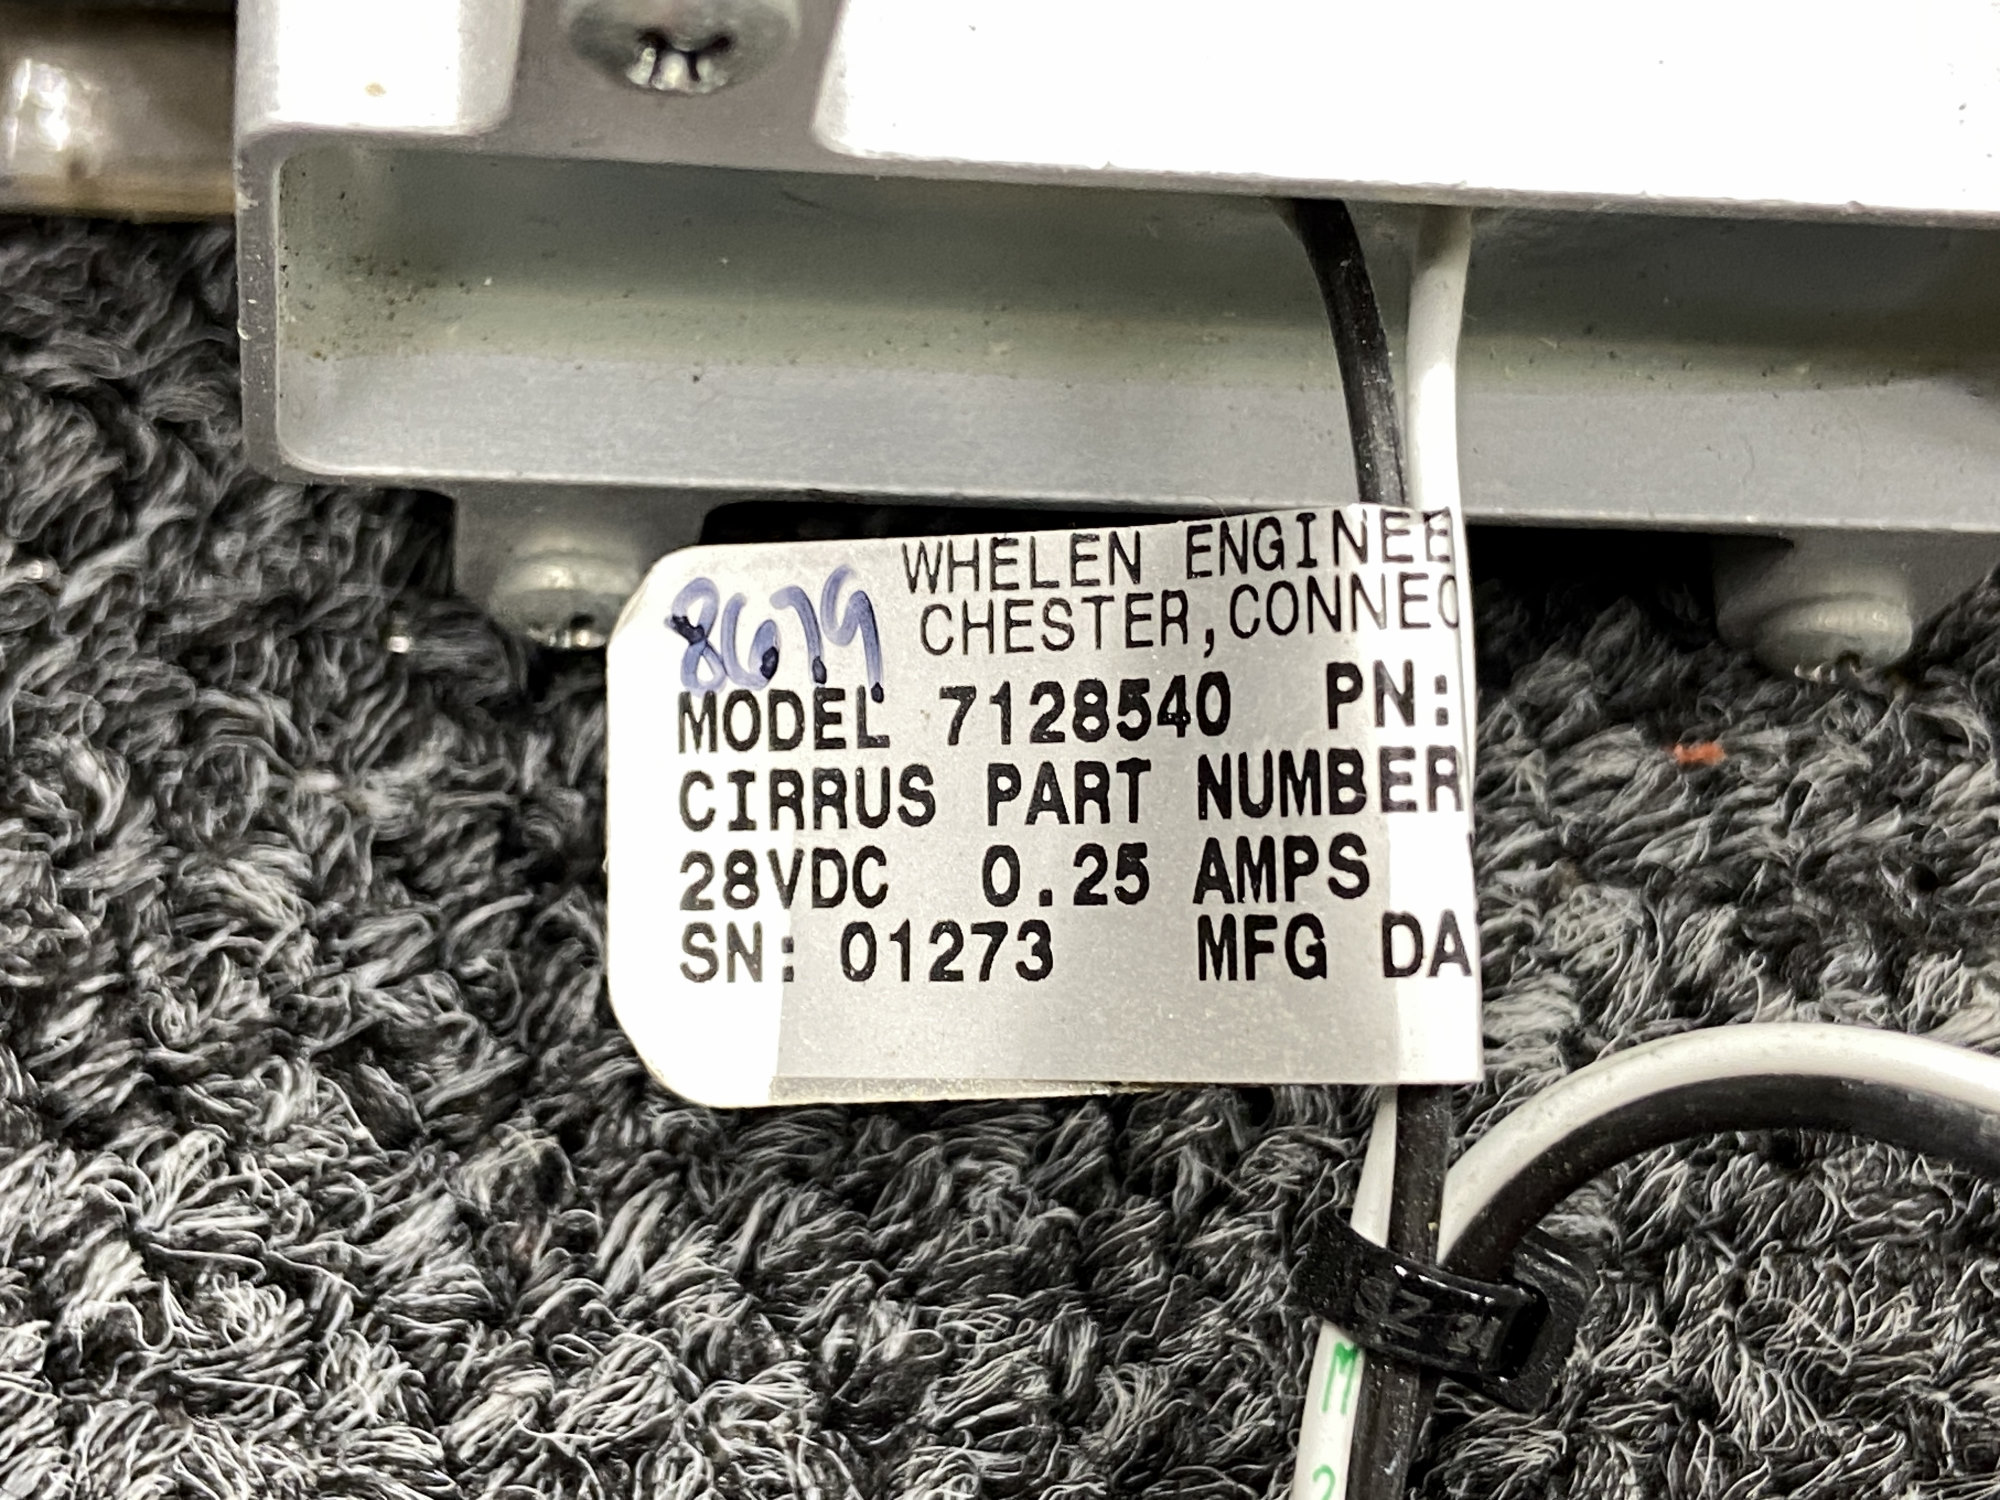 WHELEN ENGINEE
CHESTER, CONNEC
8679
MODEL 7128540 PN:
CIRRUS PART NUMBER
28VDC 0.25 AMPS
SN: 01273 MFG DA
M
2